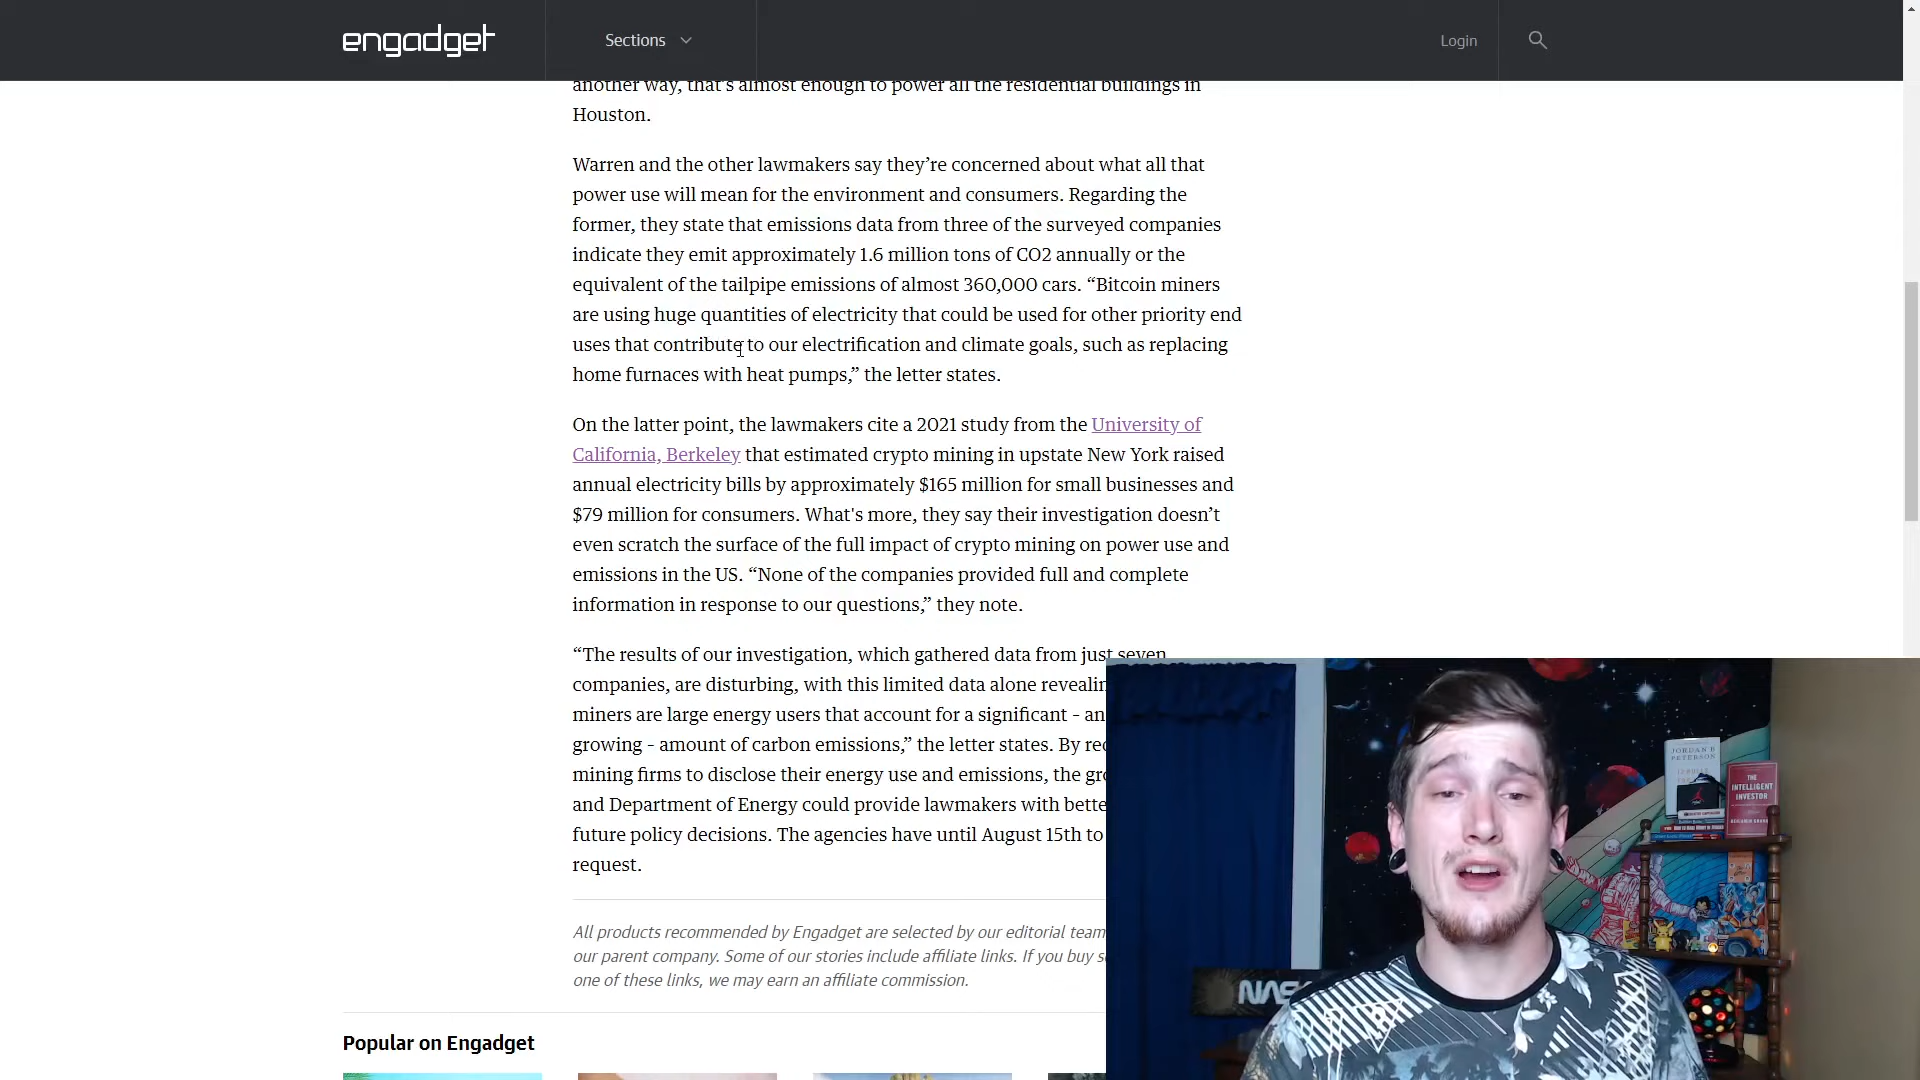 engadget
Sections
Login
another way, that's almost enough to power all the residential buildings in
Houston.
Warren and the other lawmakers say they’re concerned about what all that
power use will mean for the environment and consumers. Regarding the
former, they state that emissions data from three of the surveyed companies
indicate they emit approximately 1.6 million tons of CO2 annually or the
equivalent of the tailpipe emissions of almost 360,000 cars. “Bitcoin miners
are using huge quantities of electricity that could be used for other priority end
uses that contribute to our electrification and climate goals, such as replacing
home furnaces with heat pumps,” the letter states.
On the latter point, the lawmakers cite a 2021 study from the University of
California, Berkeley that estimated crypto mining in upstate New York raised
annual electricity bills by approximately $165 million for small businesses and
$79 million for consumers. What's more, they say their investigation doesn’t
even scratch the surface of the full impact of crypto mining on power use and
emissions in the US. “None of the companies provided full and complete
information in response to our questions,” they note.
“The results of our investigation, which gathered data from just seven
companies, are disturbing, with this limited data alone revealin
miners are large energy users that account for a significant – an
growing – amount of carbon emissions,” the letter states. By re
mining firms to disclose their energy use and emissions, the gr
and Department of Energy could provide lawmakers with bette
future policy decisions. The agencies have until August 15th to
request.
All products recommended by Engadget are selected by our editorial team
our parent company. Some of our stories include affiliate links. If you buy s
one of these links, we may earn an affiliate commission.
Popular on Engadget
JORDAN B
PETERSON
THE
INTELLIGENT
INVESTOR
NAS